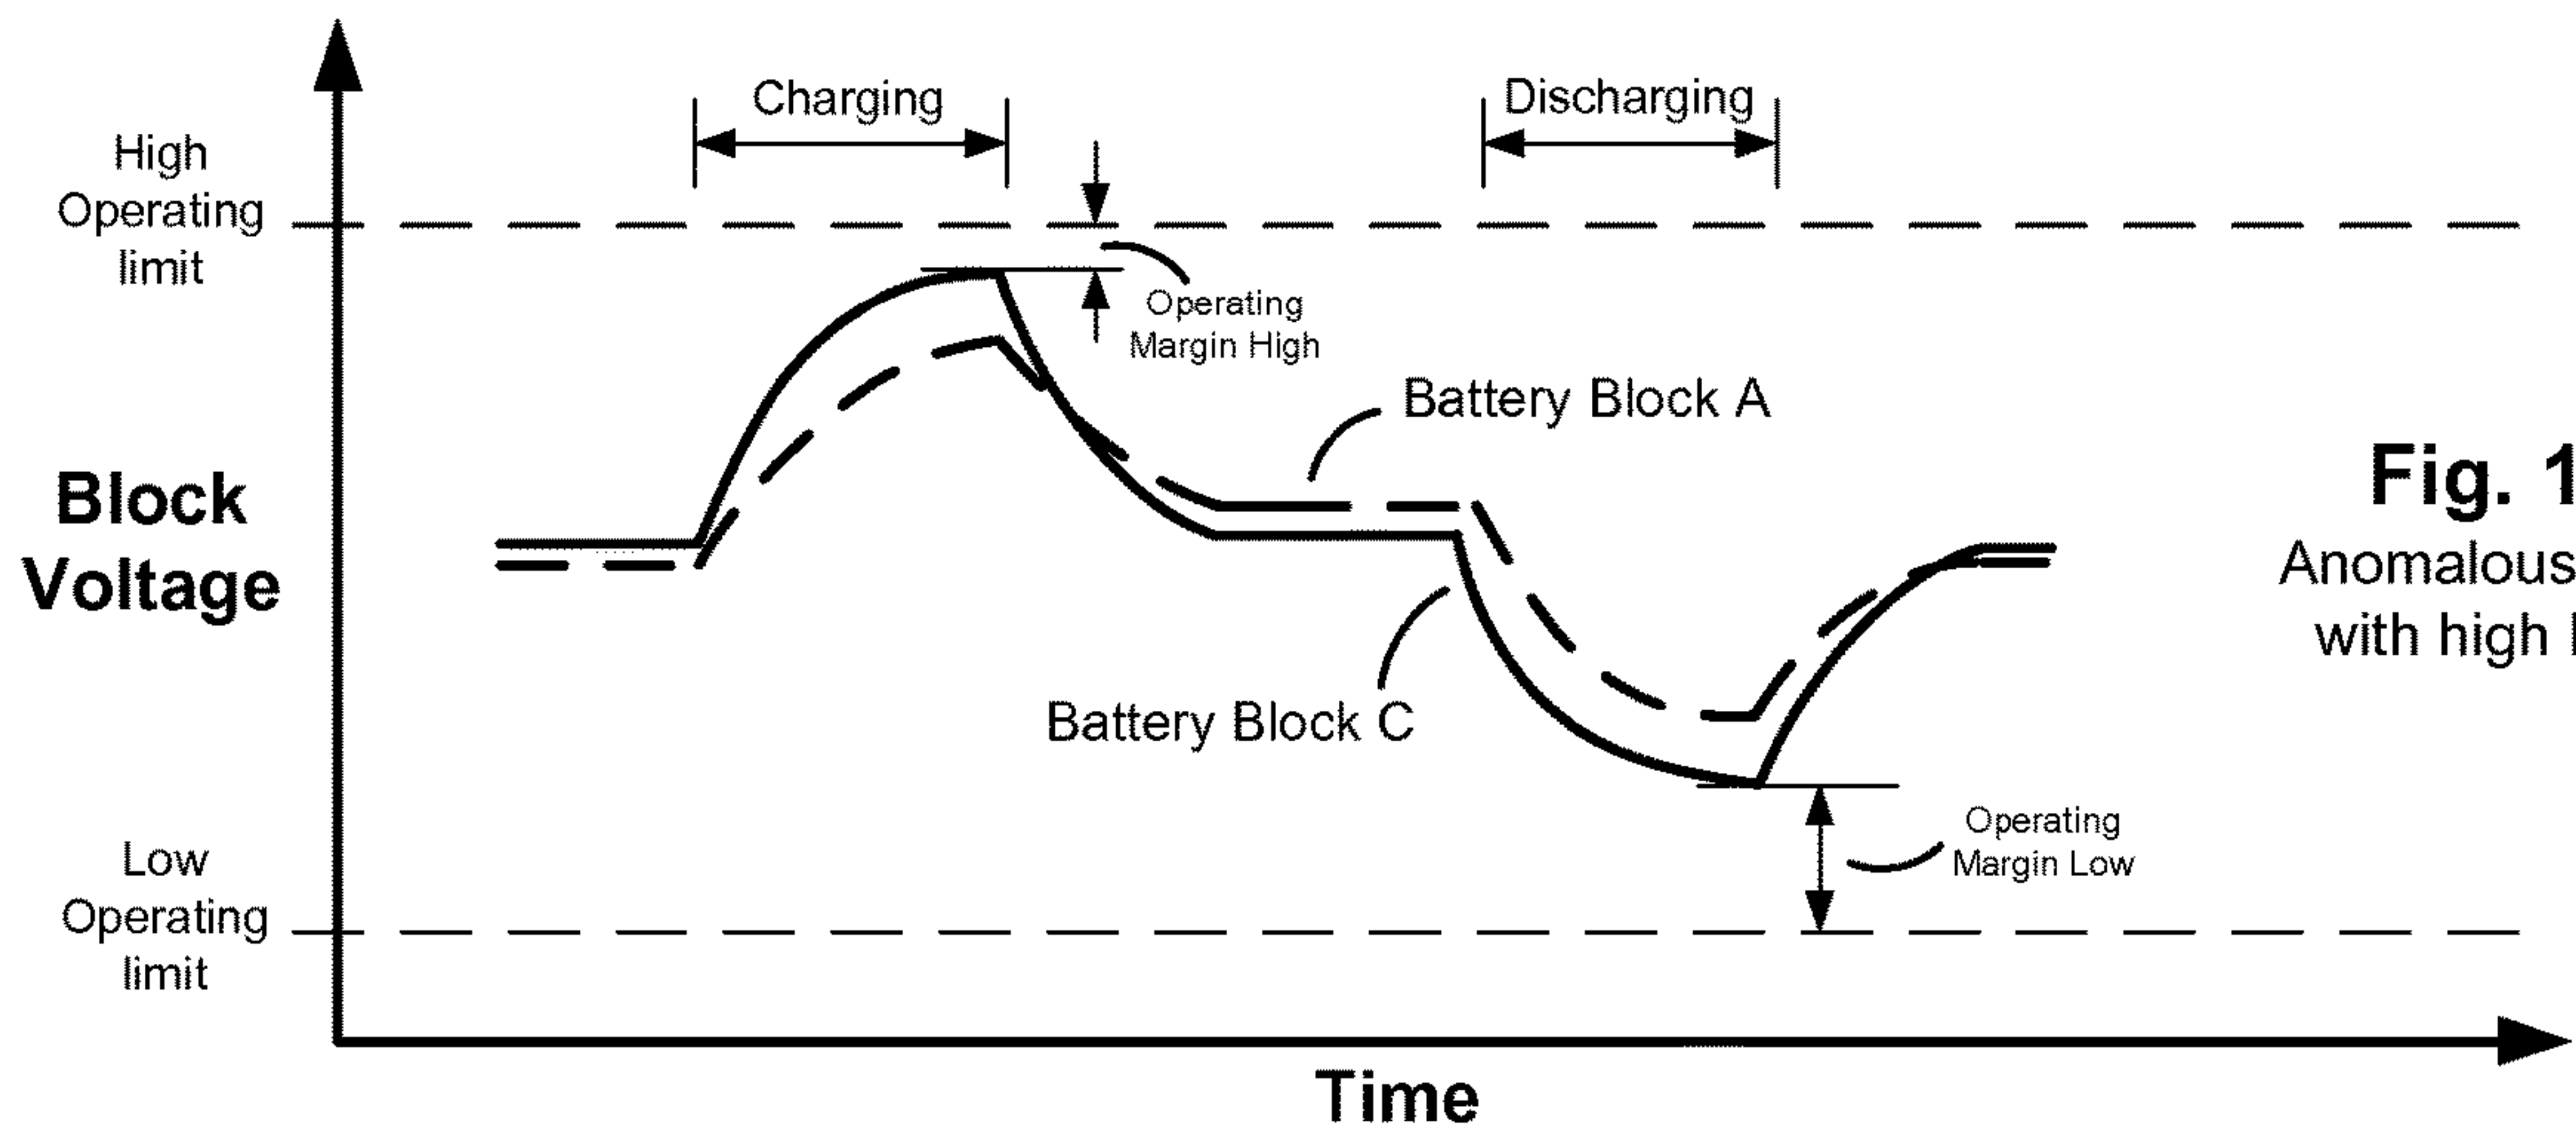 Charging
Discharging
High
Operating
limit
Operating
Margin High
Battery Block A
Block
Voltage
Fig. 1
Anomalous
with high
Battery Block C
Operating
Margin Low
Low
Operating
limit
Time